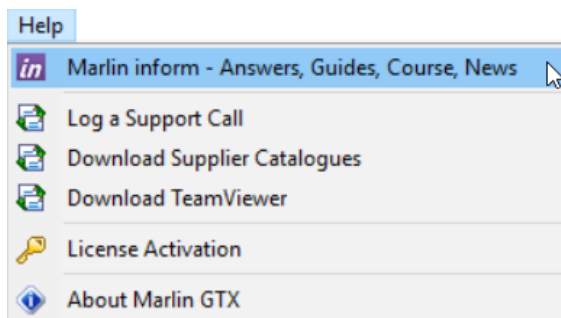 Help
in Marlin inform - Answers, Guides, Course, News
Log a Support Call
Download Supplier Catalogues
Download TeamViewer
License Activation
About Marlin GTX